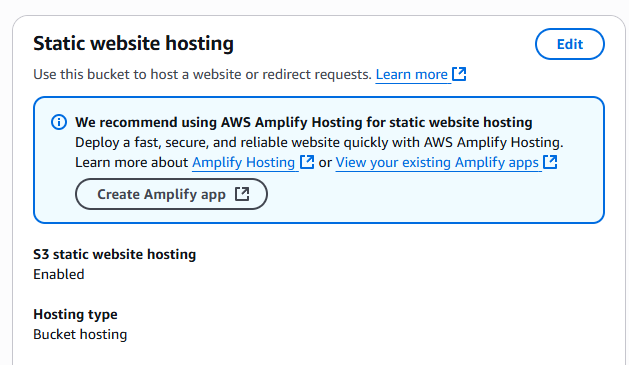 Static website hosting
Edit
Use this bucket to host a website or redirect requests. Learn more
We recommend using AWS Amplify Hosting for static website hosting
Deploy a fast, secure, and reliable website quickly with AWS Amplify Hosting.
Learn more about Amplify Hosting or View your existing Amplify apps
Create Amplify app
S3 static website hosting
Enabled
Hosting type
Bucket hosting